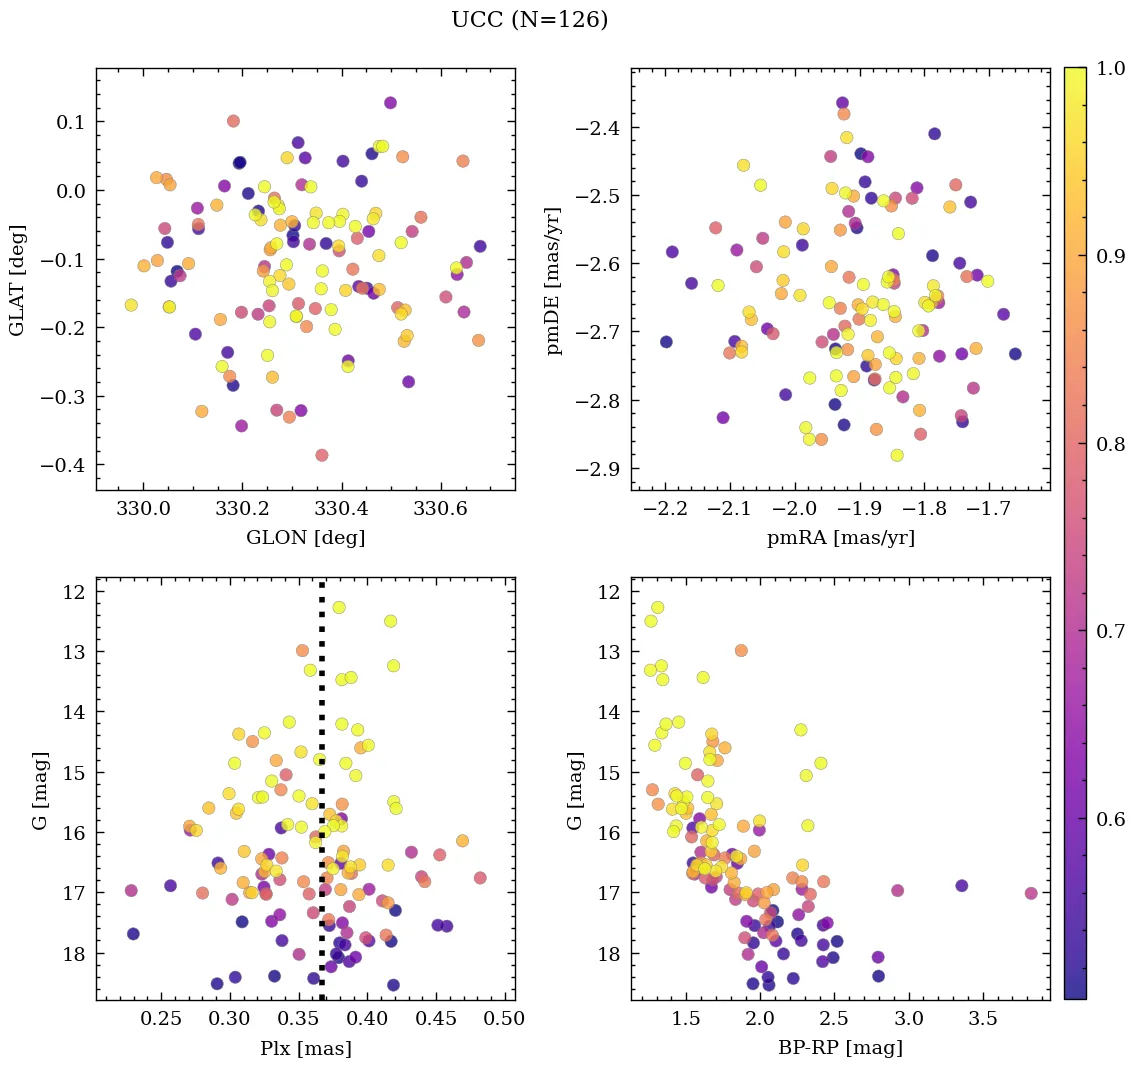 UCC (N=126)
0.1
0.0
−0.1
−0.2
−0.3
−0.4
GLAT [deg]
330.0 330.2 330.4 330.6
GLON [deg]
−2.4
−2.5
−2.6
−2.7
−2.8
−2.9
pmDE [mas/yr]
−2.2 −2.1 −2.0 −1.9 −1.8 −1.7
pmRA [mas/yr]
1.0
0.9
0.8
0.7
0.6
12
13
14
15
16
17
18
G [mag]
0.25 0.30 0.35 0.40 0.45 0.50
Plx [mas]
12
13
14
15
16
17
18
G [mag]
1.5 2.0 2.5 3.0 3.5
BP-RP [mag]